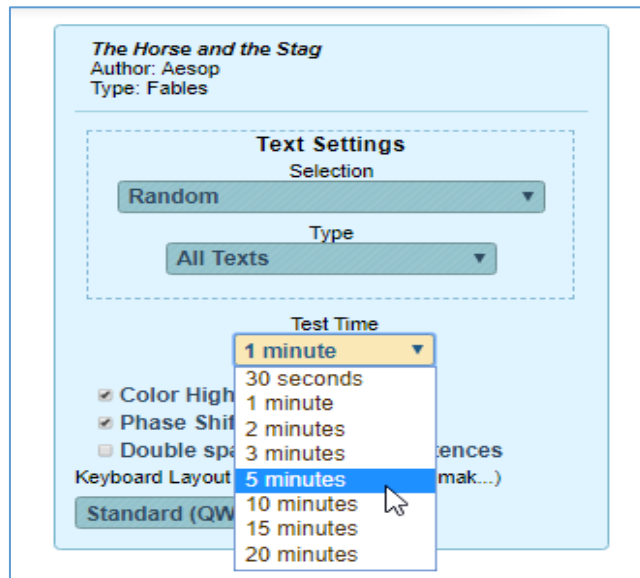 The Horse and the Stag
Author: Aesop
Type: Fables
Text Settings
Selection
Random
Type
All Texts
Test Time
1 minute
30 seconds
1 minute
2 minutes
3 minutes
5 minutes
10 minutes
15 minutes
20 minutes
Color High
Phase Shif
Double spa tences
Keyboard Layout mak...)
Standard (QW